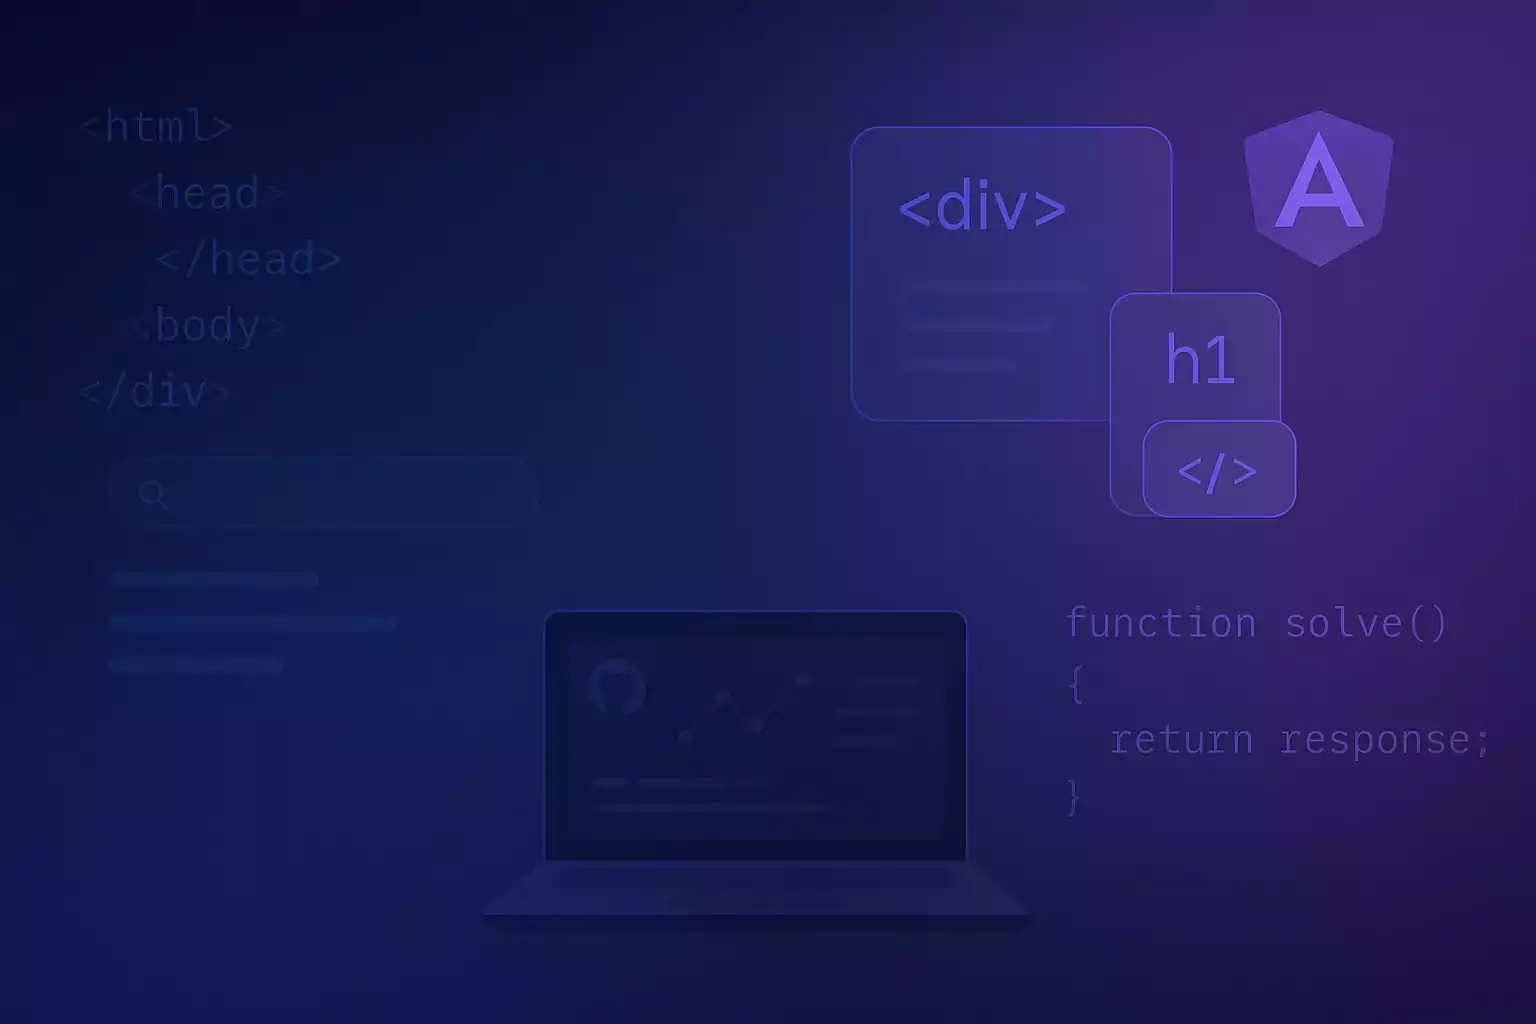 <html>
<head>
</head>
<body>
</div>
<div>
A
h1
</>
function solve()
{
return response;
}